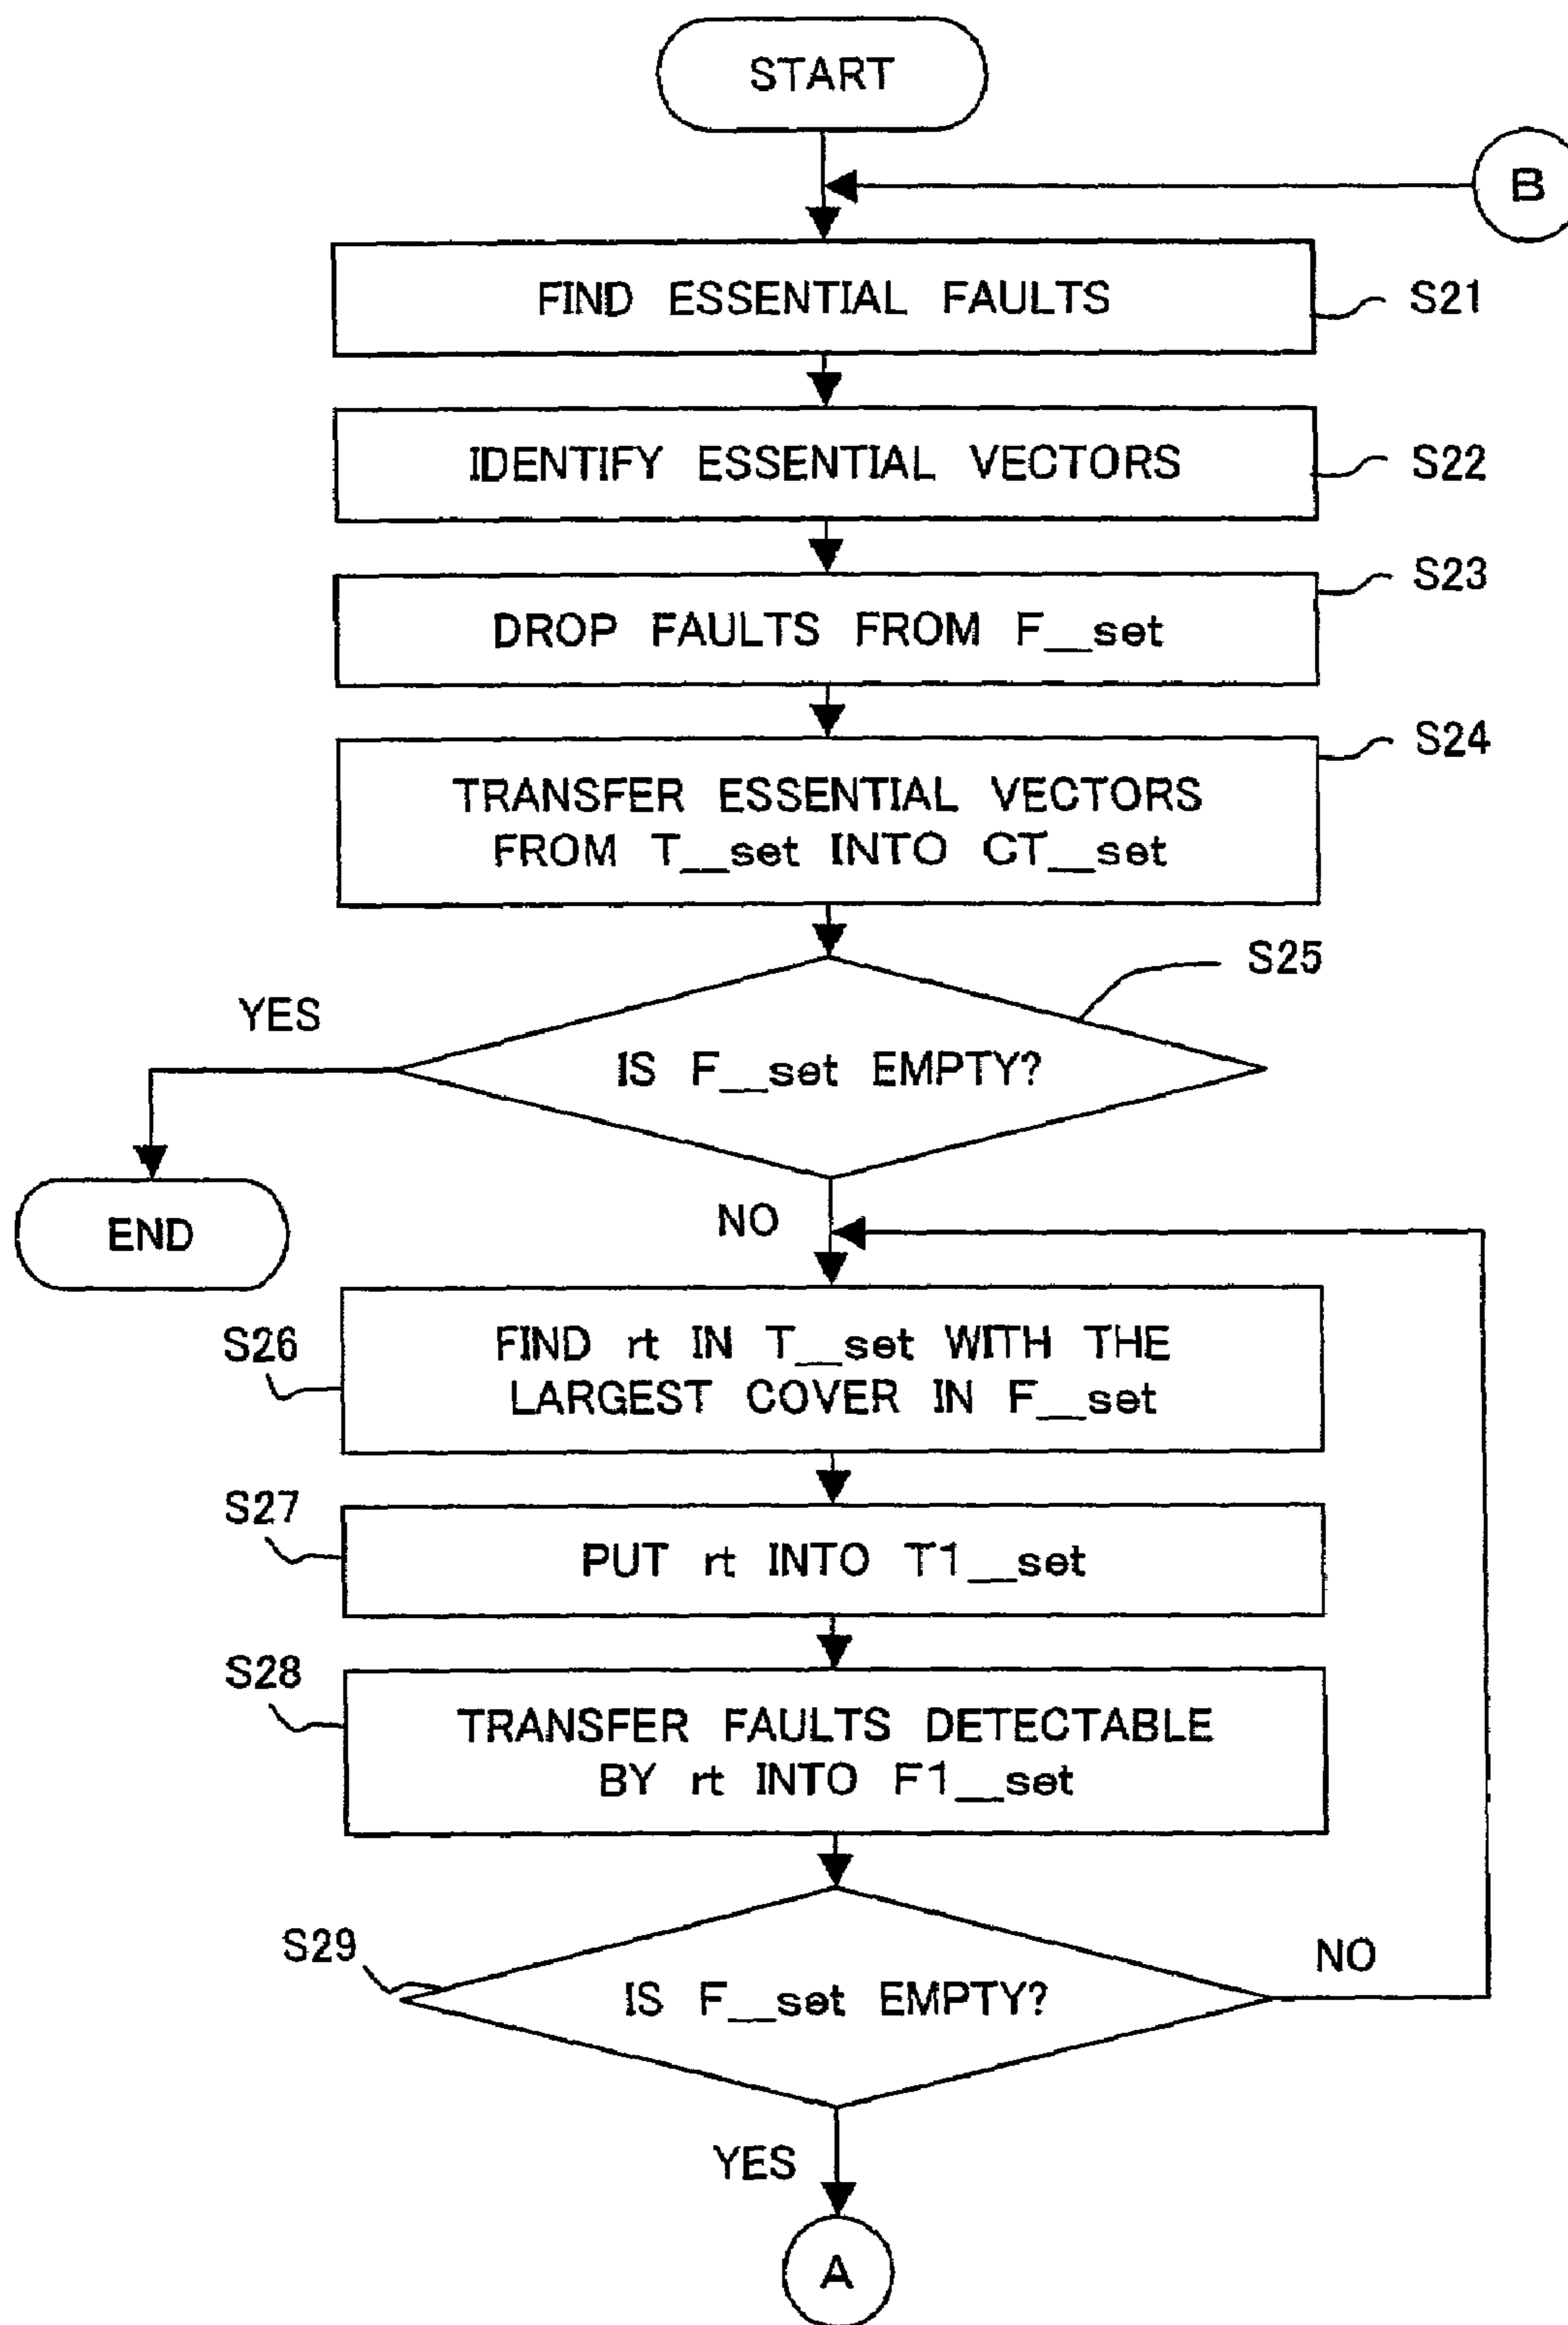 START
B
FIND ESSENTIAL FAULTS
S21
IDENTIFY ESSENTIAL VECTORS
S22
DROP FAULTS FROM F__set
S23
TRANSFER ESSENTIAL VECTORS
FROM T__set INTO CT__set
S24
IS F__set EMPTY?
S25
YES
END
NO
S26
FIND rt IN T__set WITH THE
LARGEST COVER IN F__set
S27
PUT rt INTO T1__set
S28
TRANSFER FAULTS DETECTABLE
BY rt INTO F1__set
S29
IS F__set EMPTY?
NO
YES
A